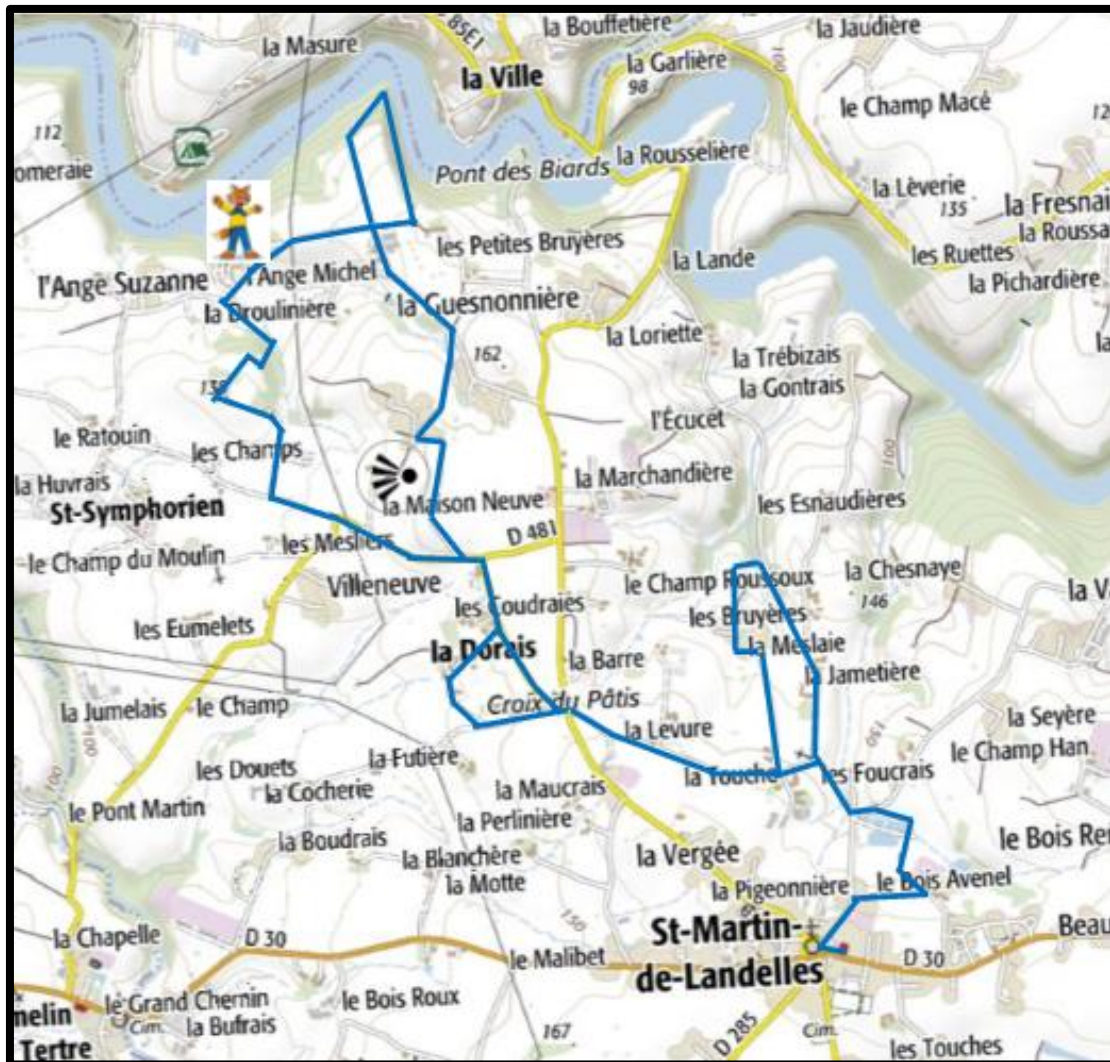 la Bouffetière
D 85E1
la Jaudière
la Masure
la Garlière
la Ville
98
100
le Champ Macé
112
omeraie
Pont des Biards
la Rousselière
la Lèverie
135
la Fresnai
la Roussa
les Petites Bruyères
les Ruettes
la Pichardière
la Lande
l'Ange Suzanne
l'Ange Michel
la Guesnonnière
la Droulinière
la Loriette
162
la Trébizais
la Gontrais
l'Écucet
le Ratouin
les Champs
100
la Huvrais
la Marchandière
St-Symphorien
la Maison Neuve
les Esnaudières
D 481
les Mesliers
le Champ du Moulin
Villeneuve
le Champ Roussoux
la Chesnaye
146
les Coudraies
les Bruyères
les Eumelets
la Dorais
la Meslaie
la Barre
la Jametière
Croix du Pâtis
la Jumelais
le Champ
la Levure
la Seyère
150
le Champ Han
100
la Futière
les Douets
la Touche
les Foucrais
la Cocherie
la Maucrais
le Pont Martin
la Perlinière
la Boudrais
le Bois Ren
la Blanchère
la Vergée
la Motte
la Pigeonnière
le Bois Avenel
150
St-Martin-
de-Landelles
la Chapelle
D 30
Beau
le Malibet
D 30
le Grand Chemin
le Bois Roux
melin
Cim.
la Bufrais
167
D 285
Cim.
Tertre
les Touches